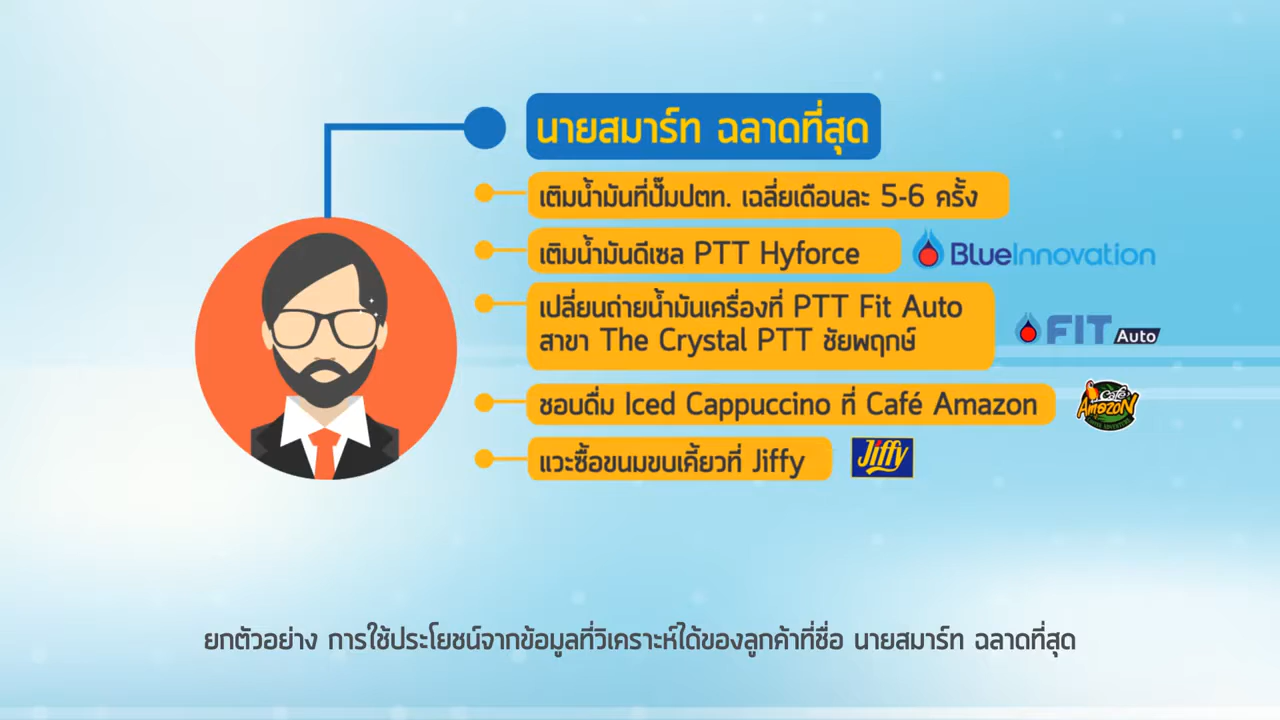 นายสมาร์ท ฉลาดที่สุด
เติมน้ำมันที่ปั๊มปตท. เฉลี่ยเดือนละ 5-6 ครั้ง
เติมน้ำมันดีเซล PTT Hyforce
BlueInnovation
เปลี่ยนถ่ายน้ำมันเครื่องที่ PTT Fit Auto
สาขา The Crystal PTT ชัยพฤกษ์
FIT Auto
ชอบดื่ม Iced Cappuccino ที่ Café Amazon
Café
AMAZON
แวะซื้อขนมขบเคี้ยวที่ Jiffy
Jiffy
ยกตัวอย่าง การใช้ประโยชน์จากข้อมูลที่วิเคราะห์ได้ของลูกค้าที่ชื่อ นายสมาร์ท ฉลาดที่สุด